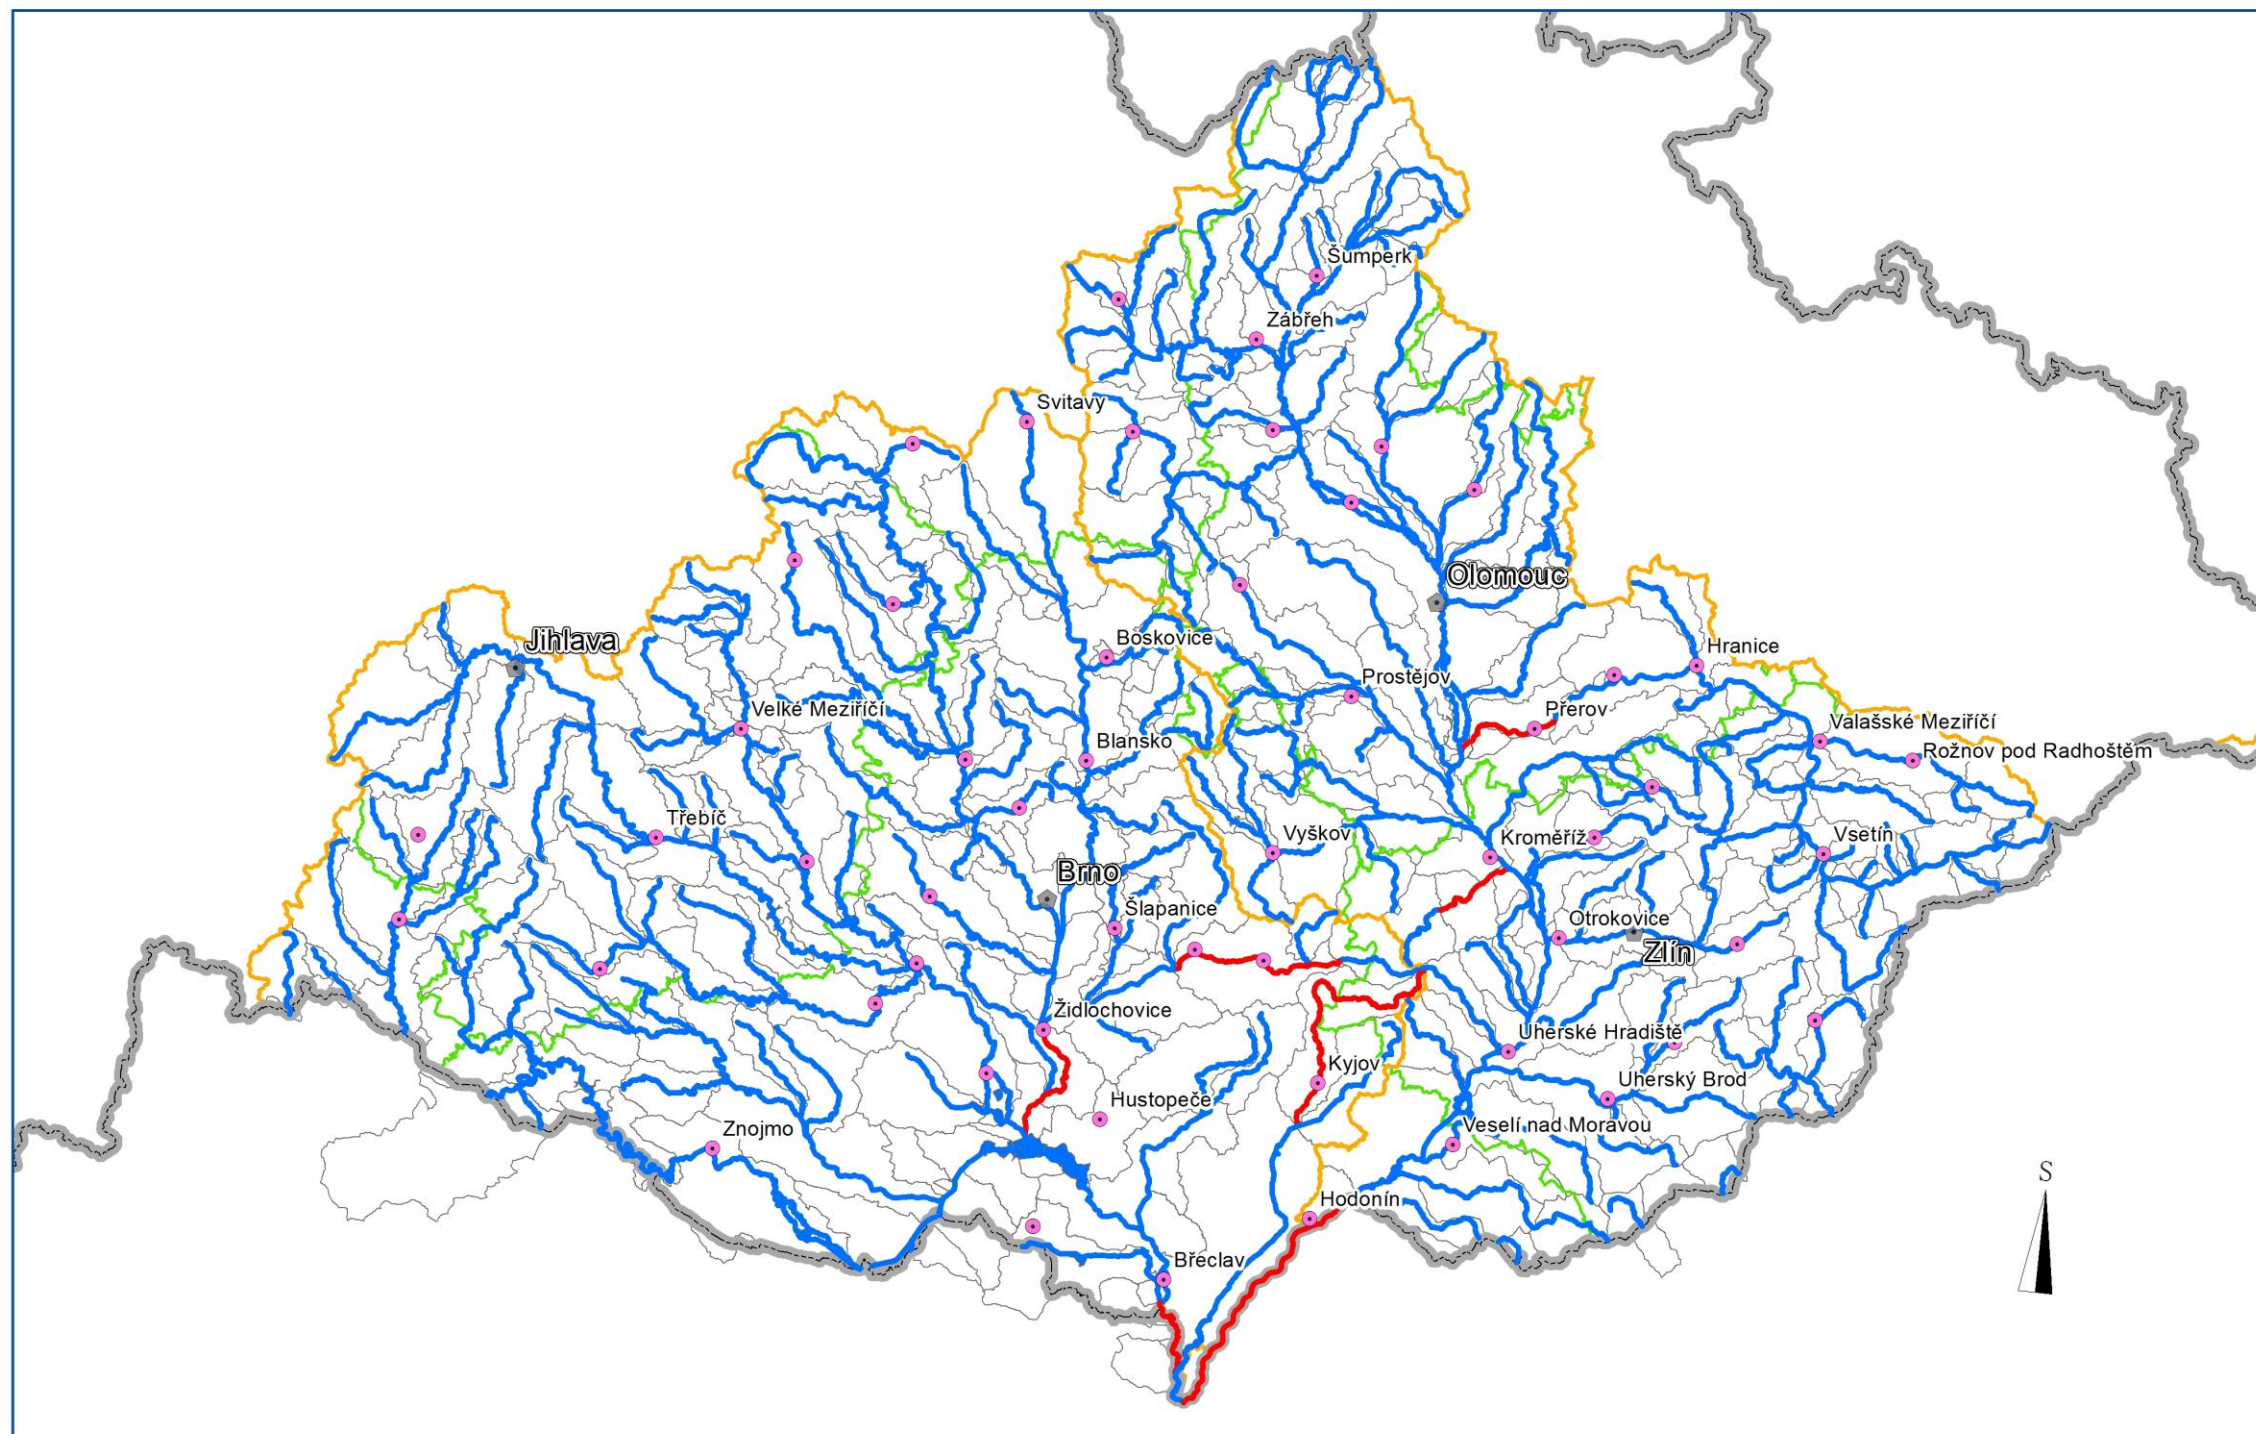 Šumperk
Zábřeh
Svitavy
Olomouc
Jihlava
Boskovice
Hranice
Prostějov
Velké Meziříčí
Přerov
Valašské Meziříčí
Blansko
Rožnov pod Radhoštěm
Třebíč
Vyškov
Kroměříž
Vsetín
Brno
Šlapanice
Otrokovice
Zlín
Židlochovice
Uherské Hradiště
Kyjov
Uherský Brod
Hustopeče
Znojmo
Veselí nad Moravou
S
Hodonín
Břeclav